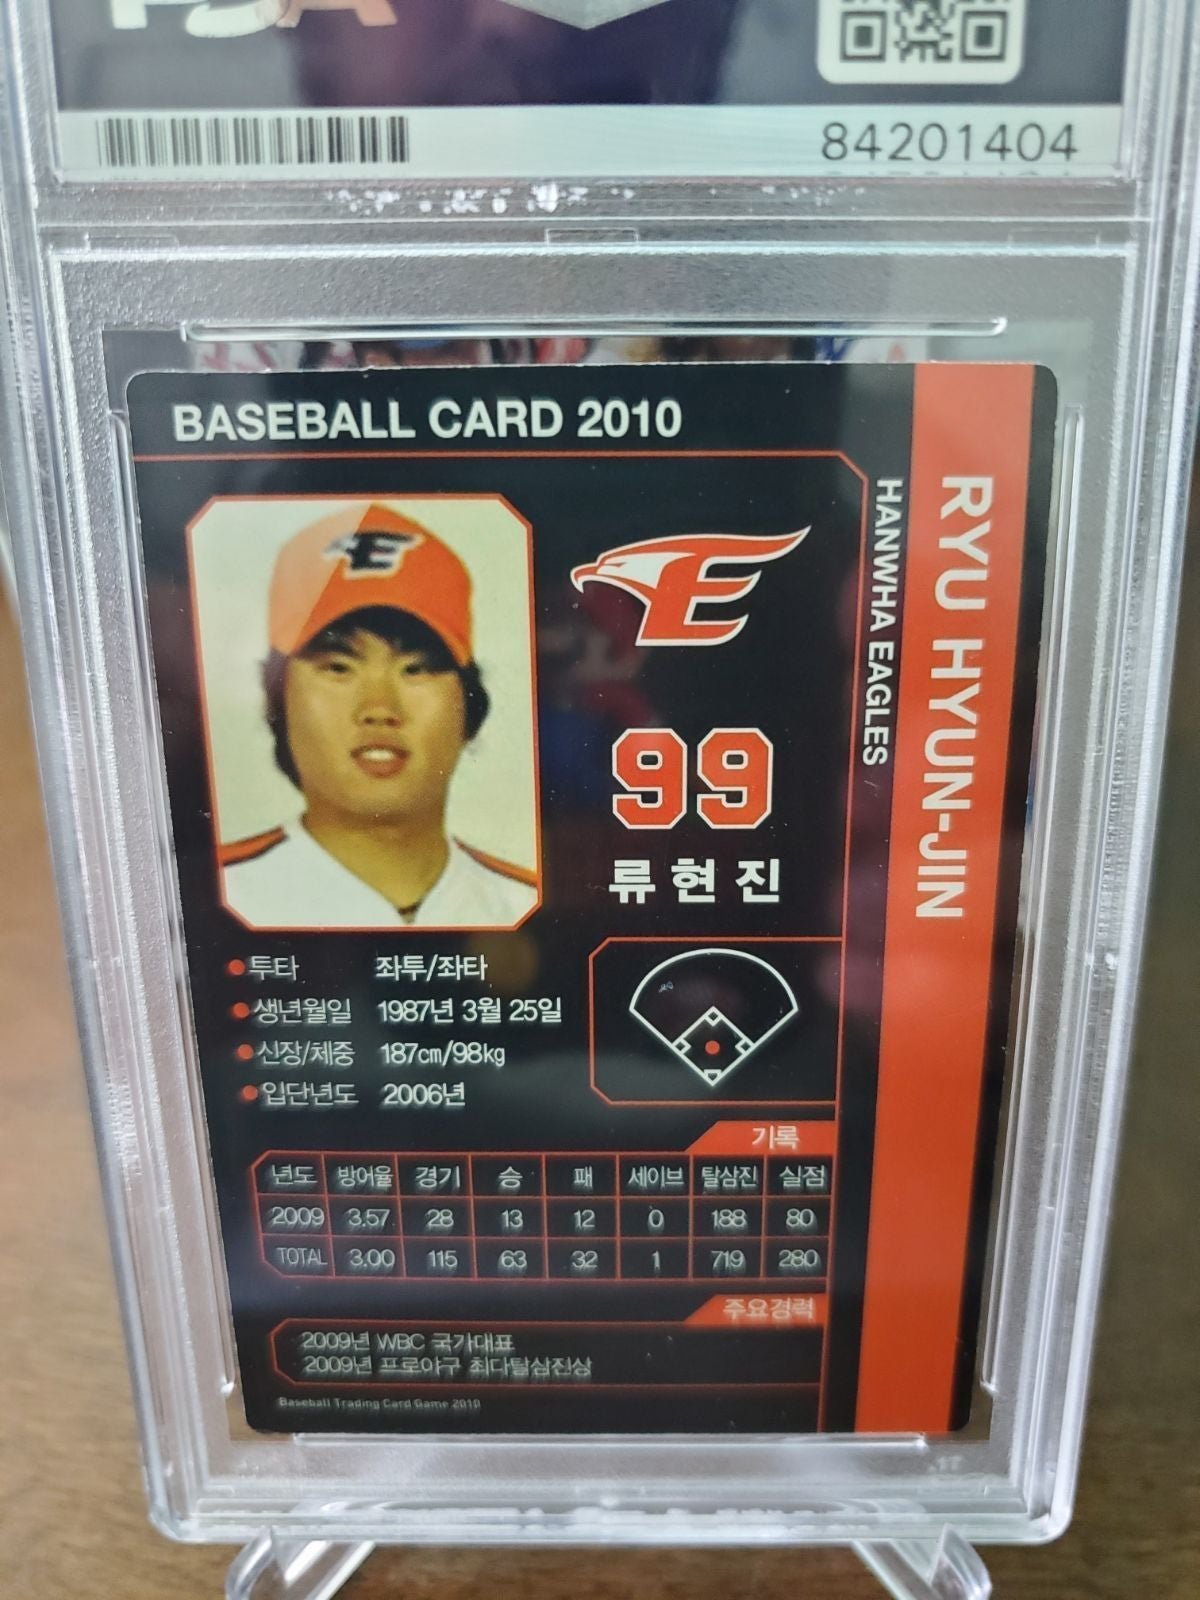 PSA
84201404
BASEBALL CARD 2010
RYU HYUN-JIN
HANWHA EAGLES
E
E
99
류현진
투타 좌투/좌타
생년월일 1987년 3월 25일
신장/체중 187cm/98kg
입단년도 2006년
기록
년도 방어율 경기 승 패 세이브 탈삼진 실점
2009 3.57 28 13 12 0 188 80
TOTAL 3.00 115 63 32 1 719 280
주요경력
2009년 WBC 국가대표
2009년 프로야구 최다탈삼진상
Baseball Trading Card Game 2010